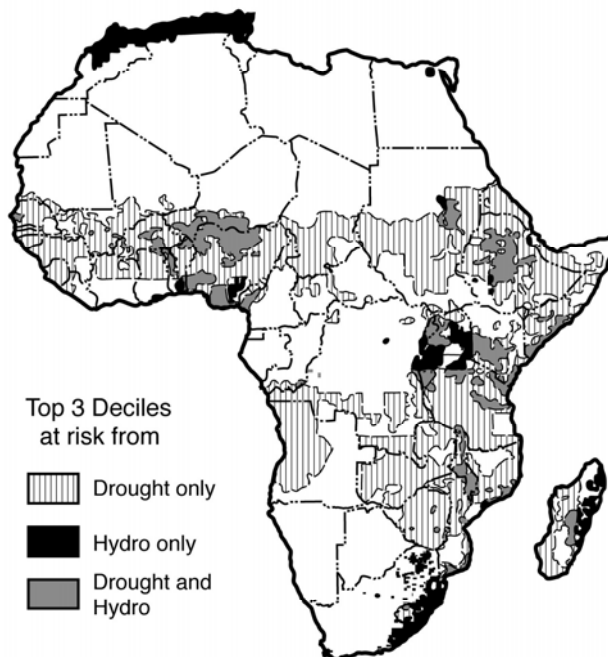 Top 3 Deciles
at risk from
Drought only
Hydro only
Drought and
Hydro